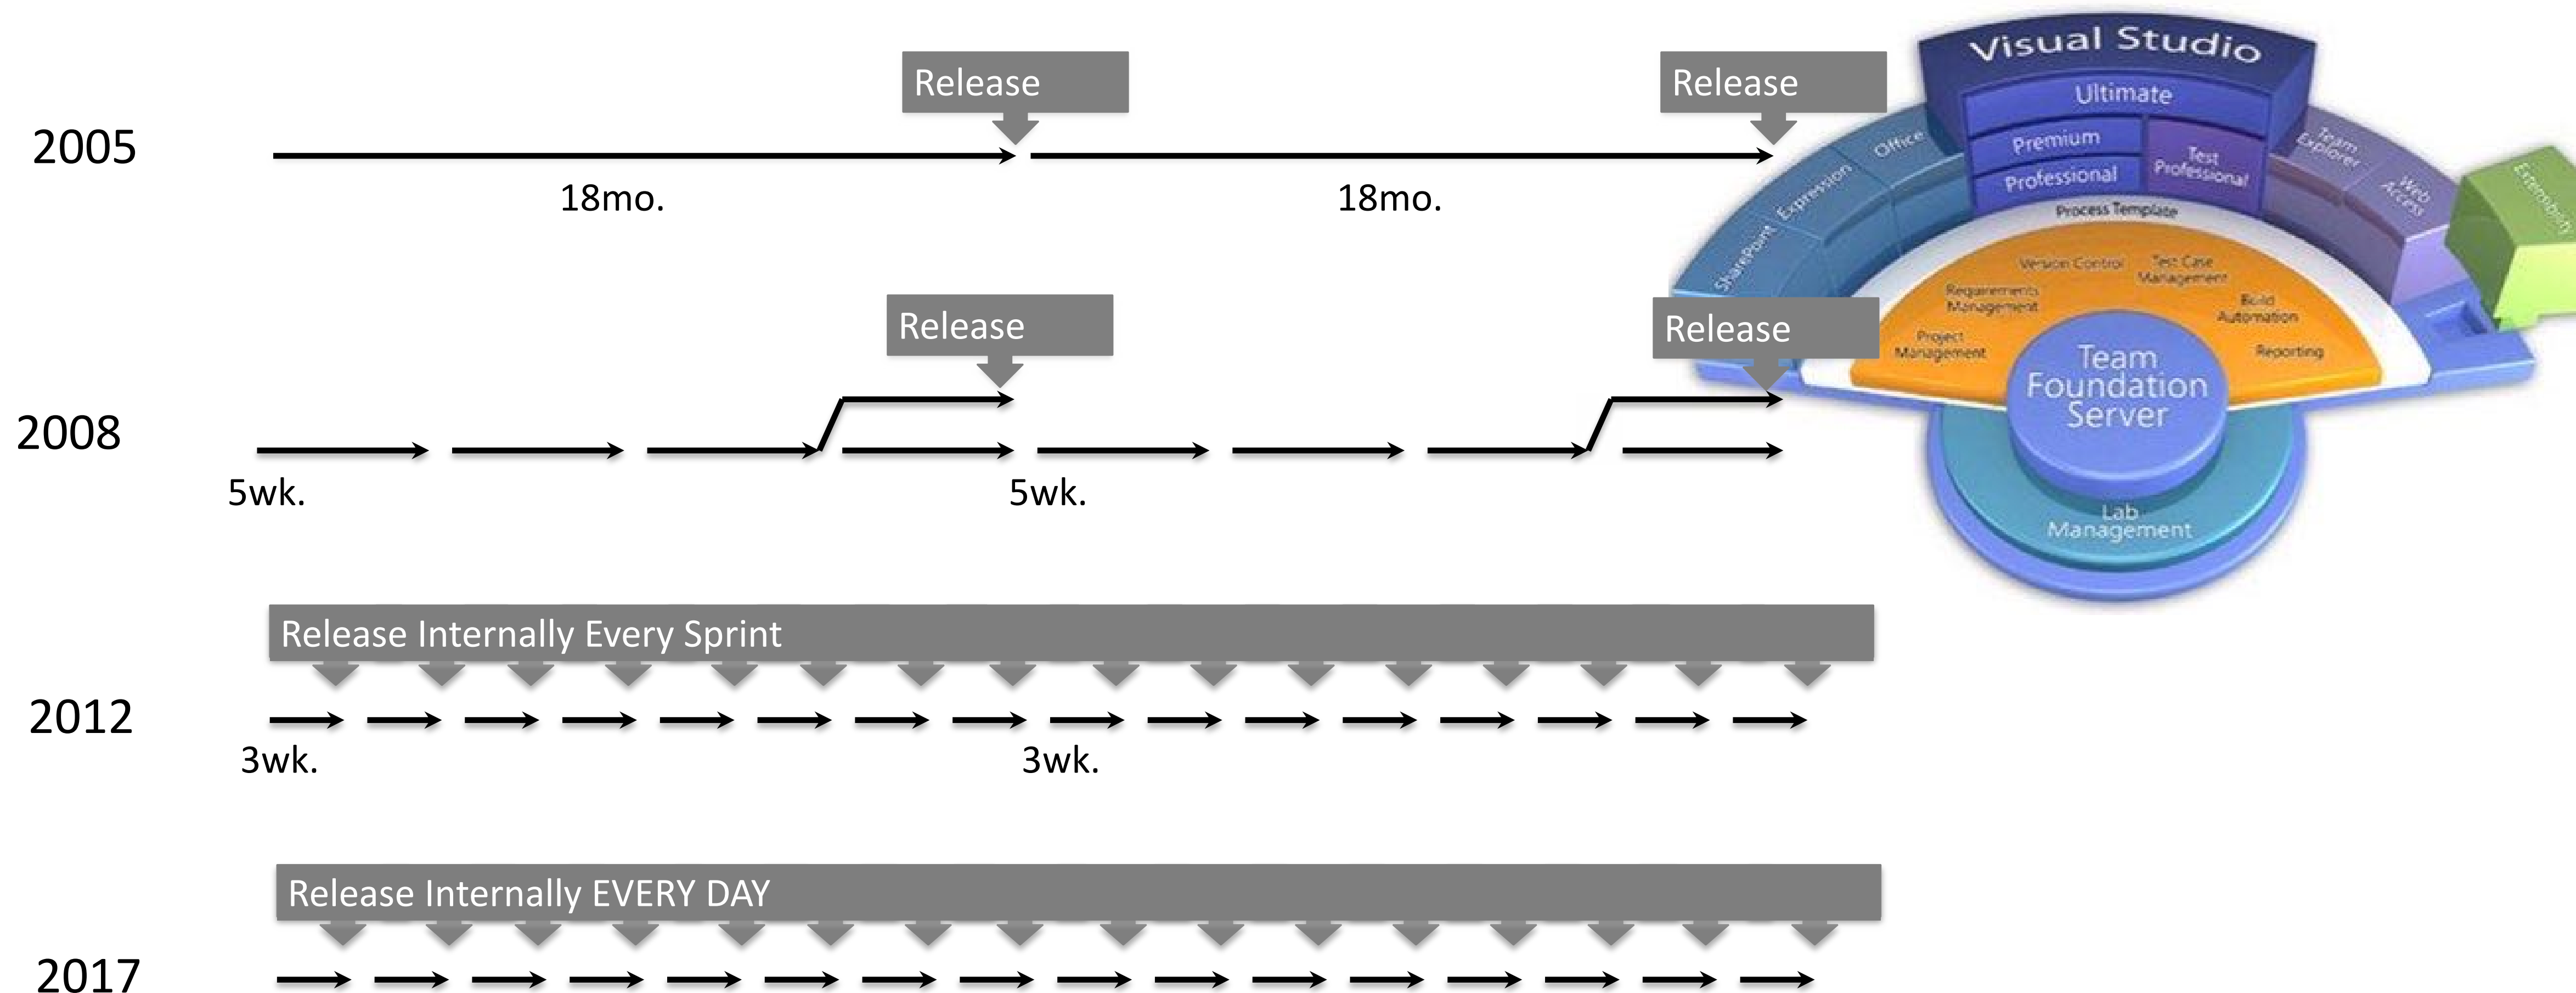 Release
Release
2005
18mo.
18mo.
Visual Studio
Ultimate
Premium
Professional
Test
Professional
Office
Expression
SharePoint
Team
Explorer
Web
Access
Extensibility
Process Template
Version Control
Test Case
Management
Requirements
Management
Build
Automation
Project
Management
Reporting
Team
Foundation
Server
Lab
Management
Release
Release
2008
5wk.
5wk.
Release Internally Every Sprint
2012
3wk.
3wk.
Release Internally EVERY DAY
2017